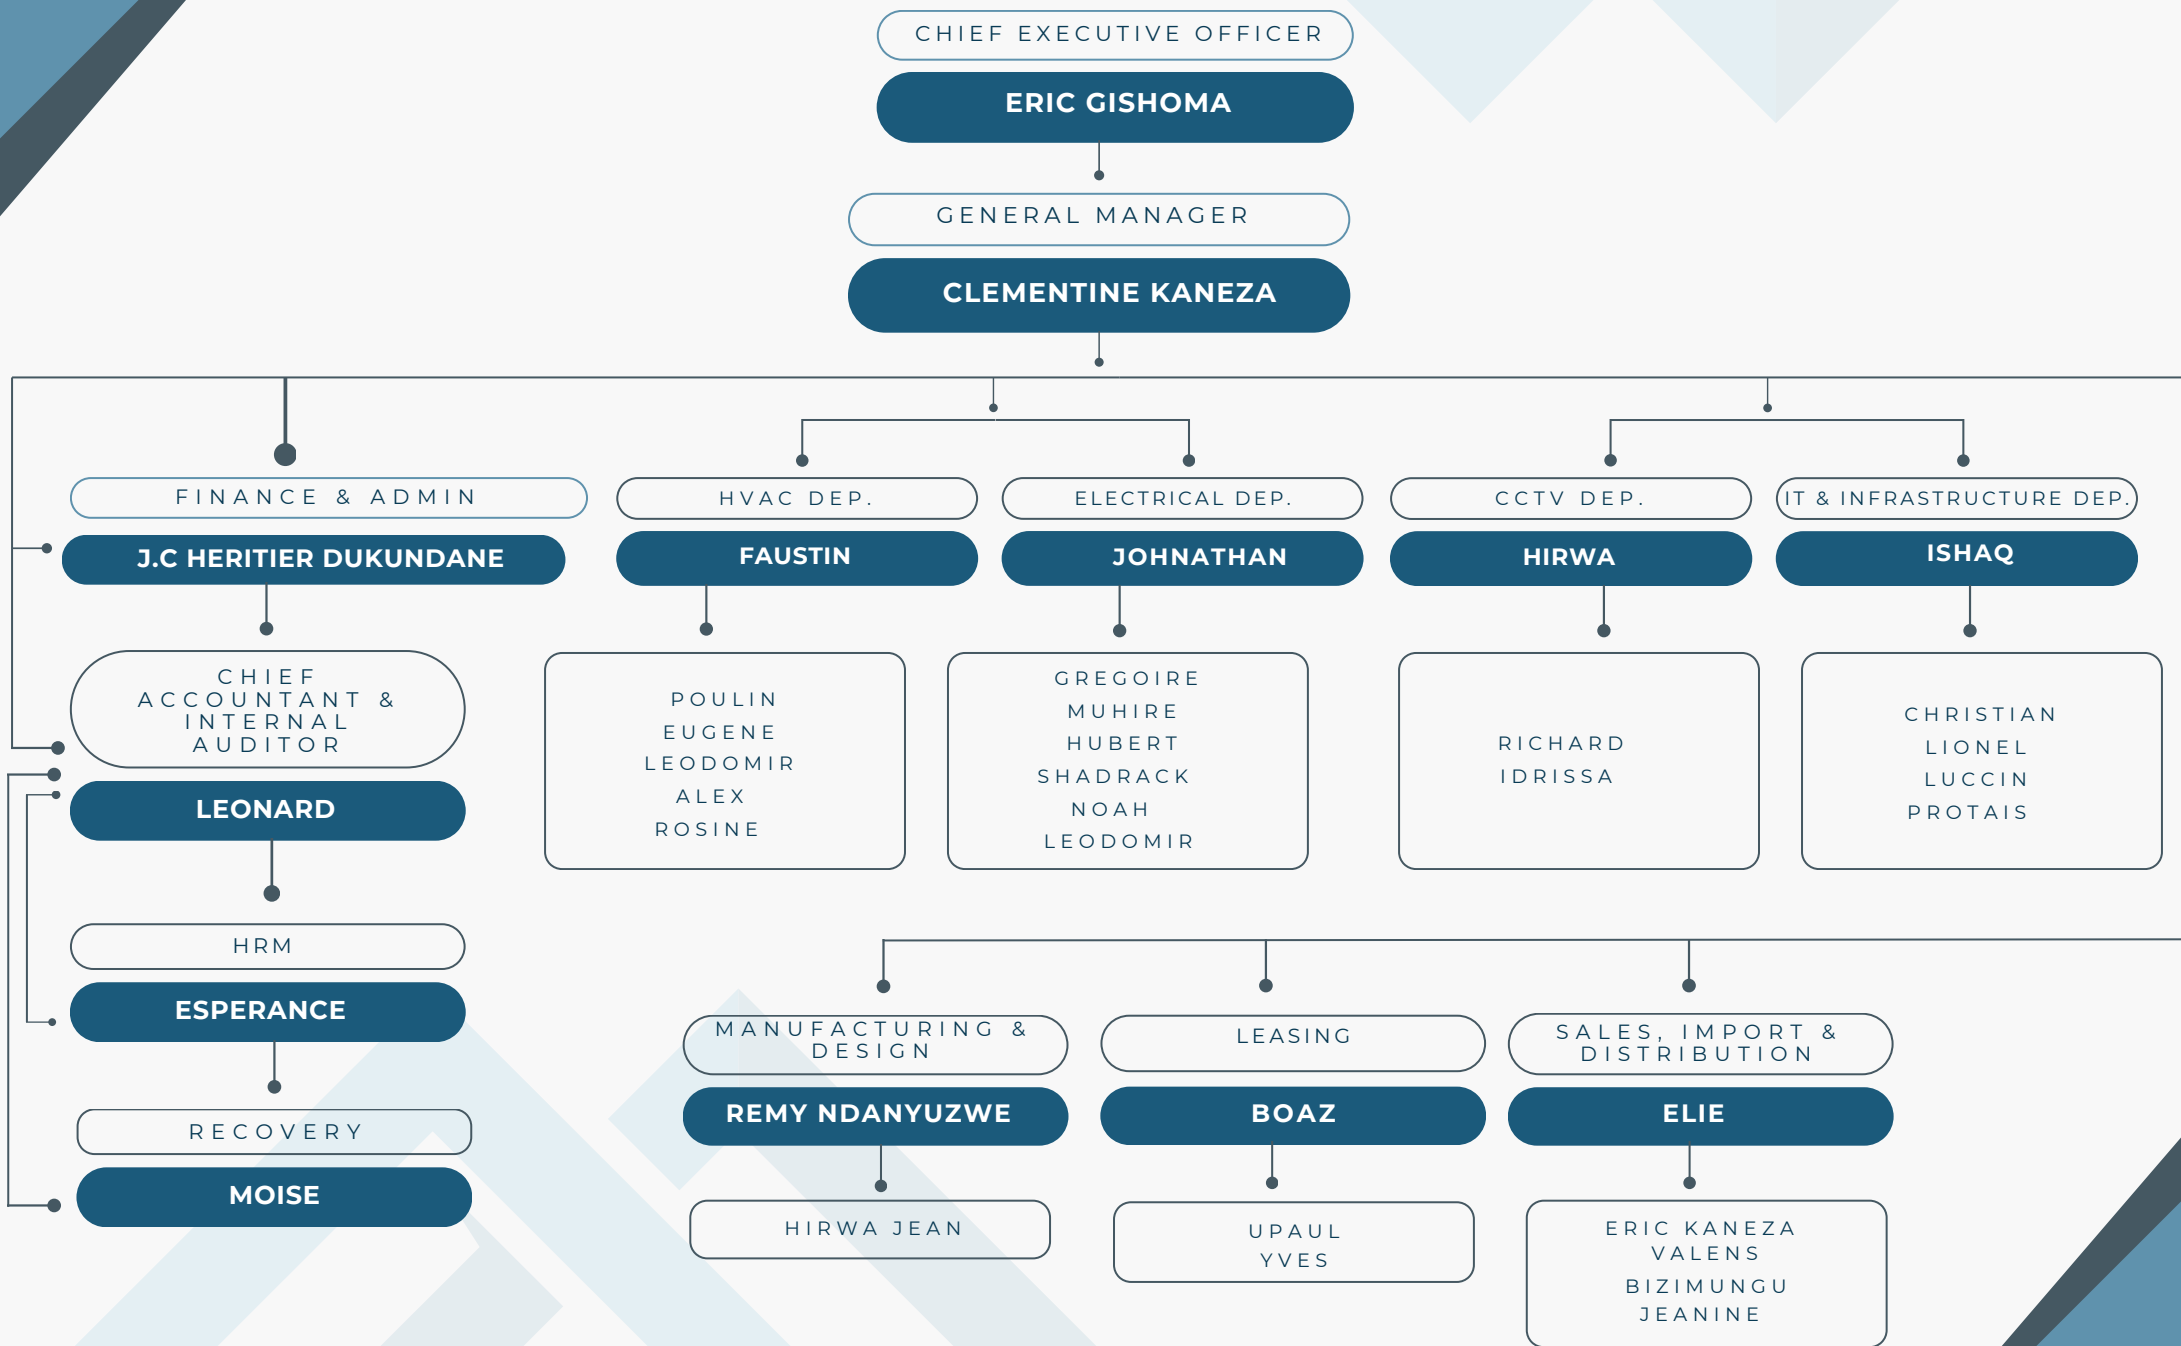 CHIEF EXECUTIVE OFFICER
ERIC GISHOMA
GENERAL MANAGER
CLEMENTINE KANEZA
FINANCE & ADMIN
J.C HERITIER DUKUNDANE
HVAC DEP.
FAUSTIN
ELECTRICAL DEP.
JOHNATHAN
CCTV DEP.
HIRWA
IT & INFRASTRUCTURE DEP.
ISHAQ
CHIEF
ACCOUNTANT &
INTERNAL
AUDITOR
LEONARD
POULIN
EUGENE
LEODOMIR
ALEX
ROSINE
GREGOIRE
MUHIRE
HUBERT
SHADRACK
NOAH
LEODOMIR
RICHARD
IDRISSA
CHRISTIAN
LIONEL
LUCCIN
PROTAIS
HRM
ESPERANCE
RECOVERY
MOISE
MANUFACTURING &
DESIGN
REMY NDANYUZWE
HIRWA JEAN
LEASING
BOAZ
UPAUL
YVES
SALES, IMPORT &
DISTRIBUTION
ELIE
ERIC KANEZA
VALENS
BIZIMUNGU
JEANINE